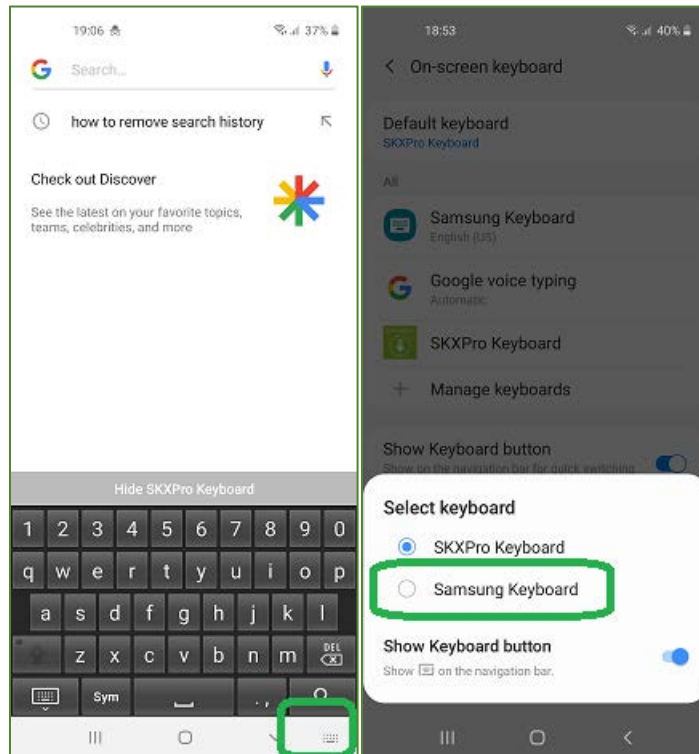 19:06
37%
Search...
how to remove search history
Check out Discover
See the latest on your favorite topics,
teams, celebrities, and more
Hide SKXPro Keyboard
1 2 3 4 5 6 7 8 9 0
q w e r t y u i o p
a s d f g h j k l
z x c v b n m DEL
Sym . ,
18:53
40%
On-screen keyboard
Default keyboard
SKXPro Keyboard
All
Samsung Keyboard
English (US)
Google voice typing
Automatic
SKXPro Keyboard
Manage keyboards
Show Keyboard button
Show on the navigation bar for quick switching
Select keyboard
SKXPro Keyboard
Samsung Keyboard
Show Keyboard button
Show on the navigation bar.